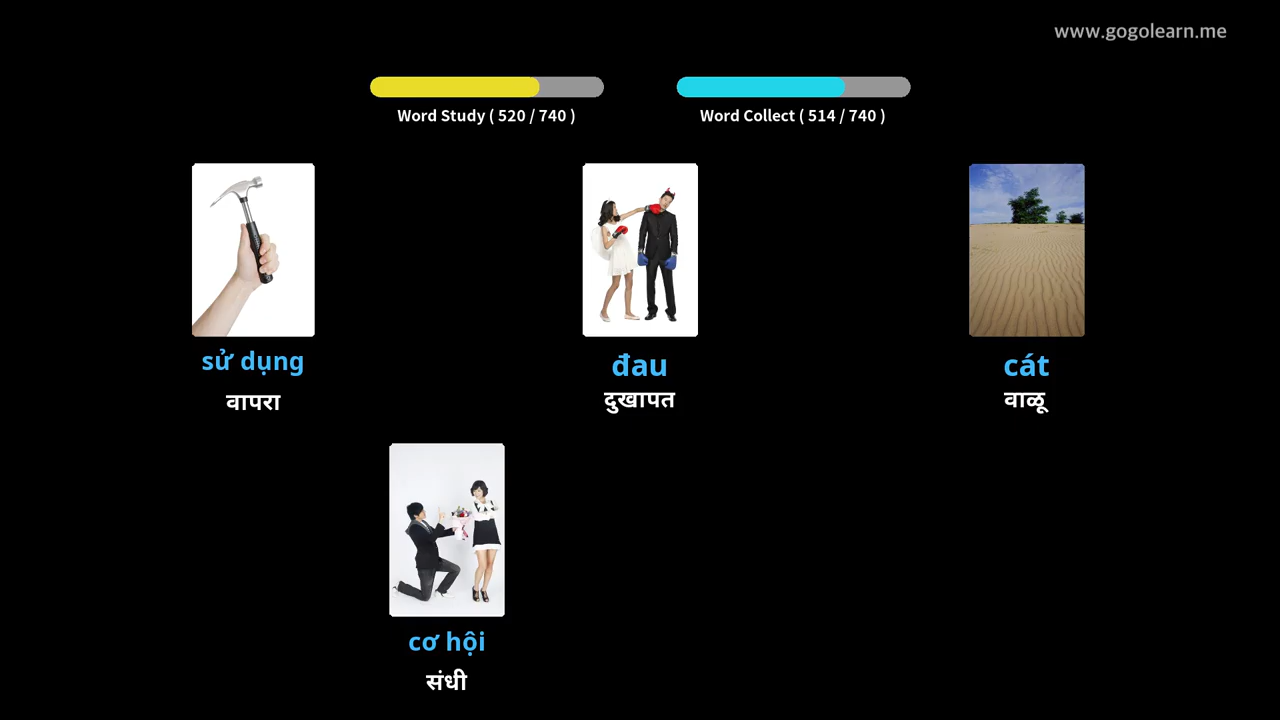 www.gogolearn.me
Word Study ( 520 / 740 )
Word Collect ( 514 / 740 )
sử dụng
वापरा
đau
दुखापत
cát
वाळू
cơ hội
संधी